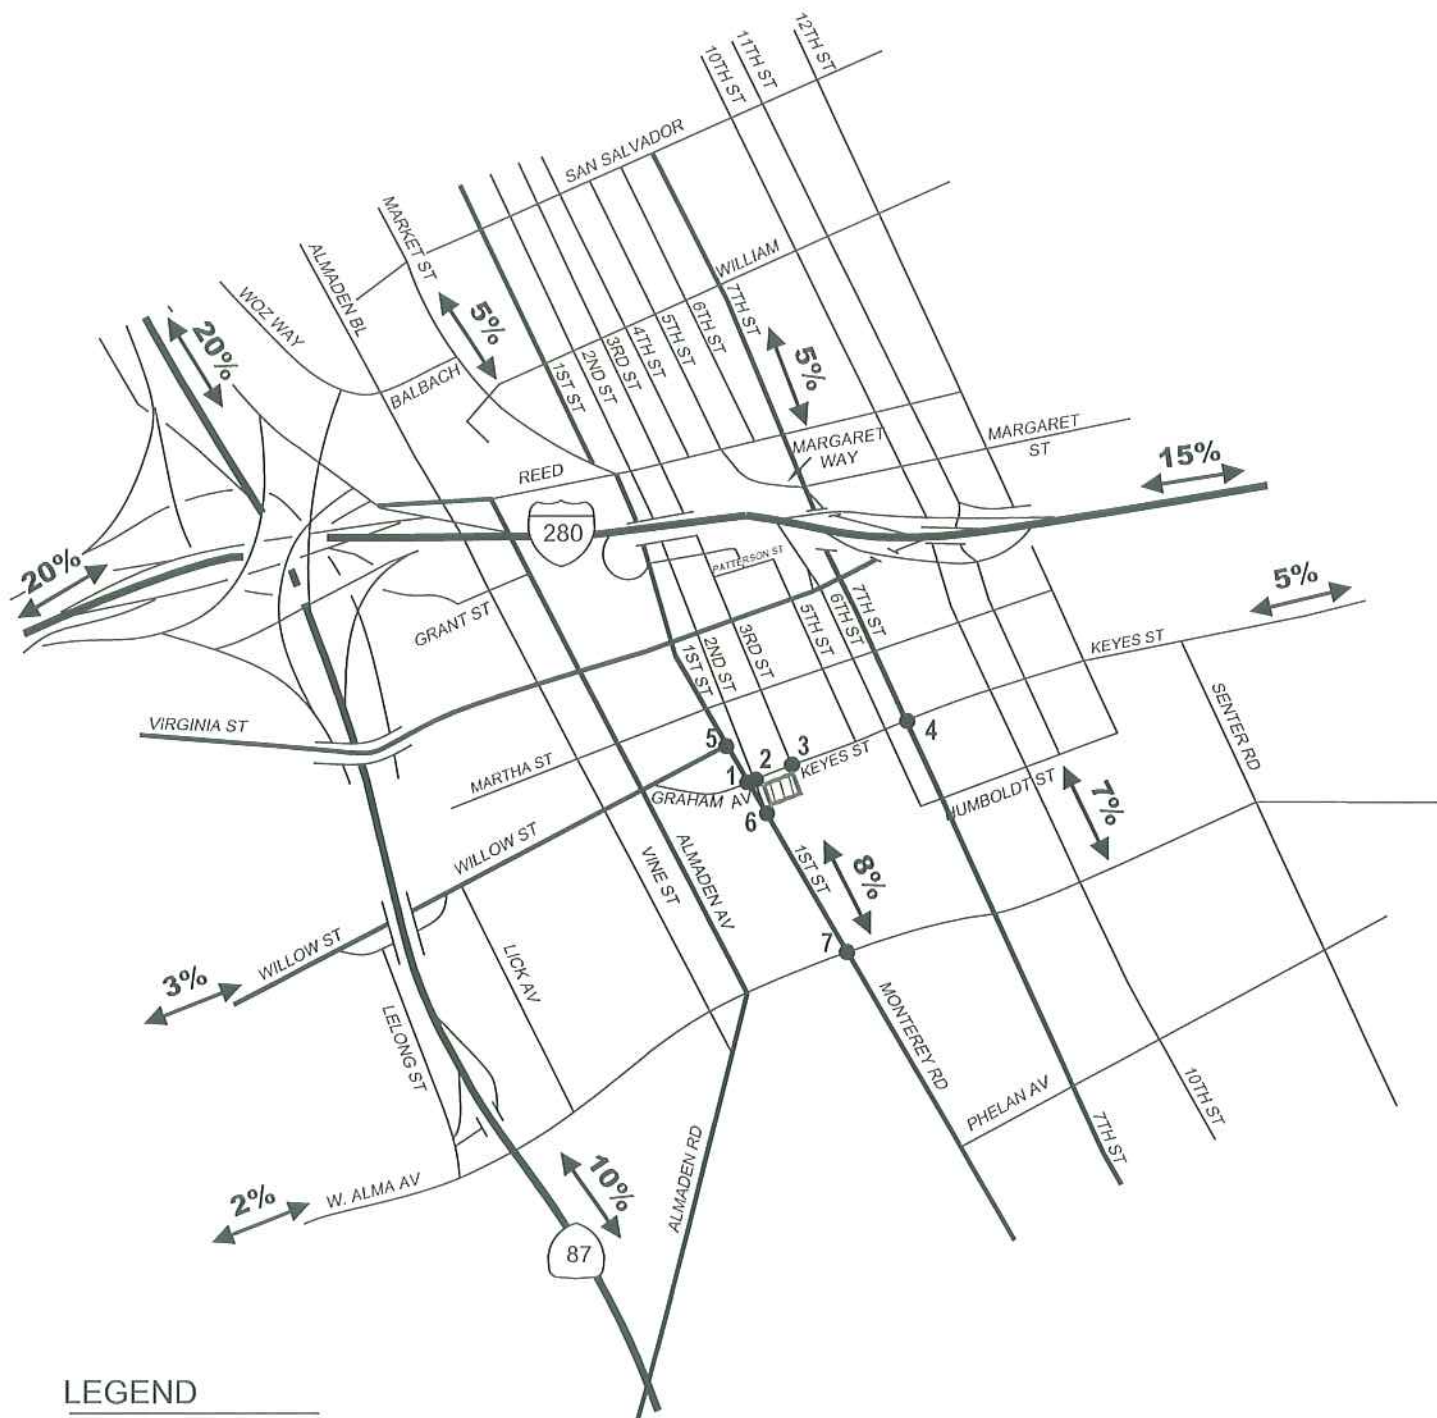 12TH ST
11TH ST
10TH ST
SAN SALVADOR
MARKET ST
ALMADEN BL
WOZ WAY
WILLIAM
7TH ST
6TH ST
5TH ST
4TH ST
3RD ST
2ND ST
1ST ST
5%
20%
5%
BALBACH
MARGARET
WAY
MARGARET
ST
REED
15%
280
20%
PATTERSON ST
5%
GRANT ST
7TH ST
6TH ST
5TH ST
3RD ST
2ND ST
1ST ST
KEYES ST
VIRGINIA ST
SENTER RD
MARTHA ST
5
4
3
2
1
KEYES ST
GRAHAM AV
HUMBOLDT ST
7%
6
WILLOW ST
VINE ST
ALMADEN AV
1ST ST
8%
7
WILLOW ST
LICK AV
3%
LELONG ST
MONTEREY RD
PHELAN AV
10TH ST
7TH ST
ALMADEN RD
W. ALMA AV
2%
10%
87
LEGEND